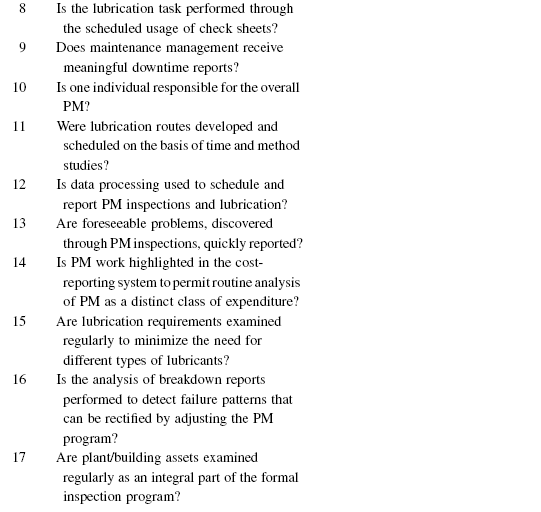 8 Is the lubrication task performed through
the scheduled usage of check sheets?
9 Does maintenance management receive
meaningful downtime reports?
10 Is one individual responsible for the overall
PM?
11 Were lubrication routes developed and
scheduled on the basis of time and method
studies?
12 Is data processing used to schedule and
report PM inspections and lubrication?
13 Are foreseeable problems, discovered
through PM inspections, quickly reported?
14 Is PM work highlighted in the cost-
reporting system to permit routine analysis
of PM as a distinct class of expenditure?
15 Are lubrication requirements examined
regularly to minimize the need for
different types of lubricants?
16 Is the analysis of breakdown reports
performed to detect failure patterns that
can be rectified by adjusting the PM
program?
17 Are plant/building assets examined
regularly as an integral part of the formal
inspection program?